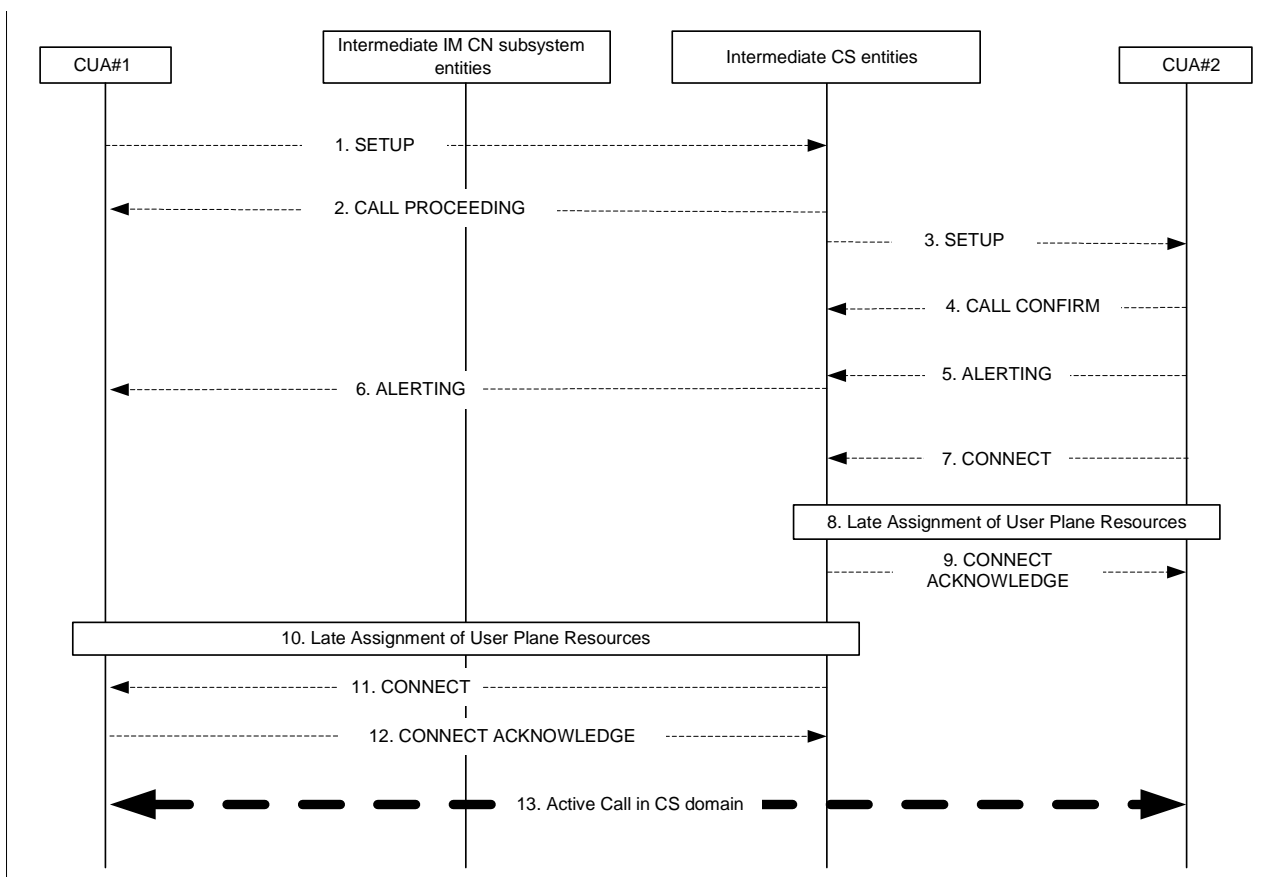 CUA#1
Intermediate IM CN subsystem
entities
Intermediate CS entities
CUA#2
1. SETUP
2. CALL PROCEEDING
3. SETUP
4. CALL CONFIRM
5. ALERTING
6. ALERTING
7. CONNECT
8. Late Assignment of User Plane Resources
9. CONNECT
ACKNOWLEDGE
10. Late Assignment of User Plane Resources
11. CONNECT
12. CONNECT ACKNOWLEDGE
13. Active Call in CS domain